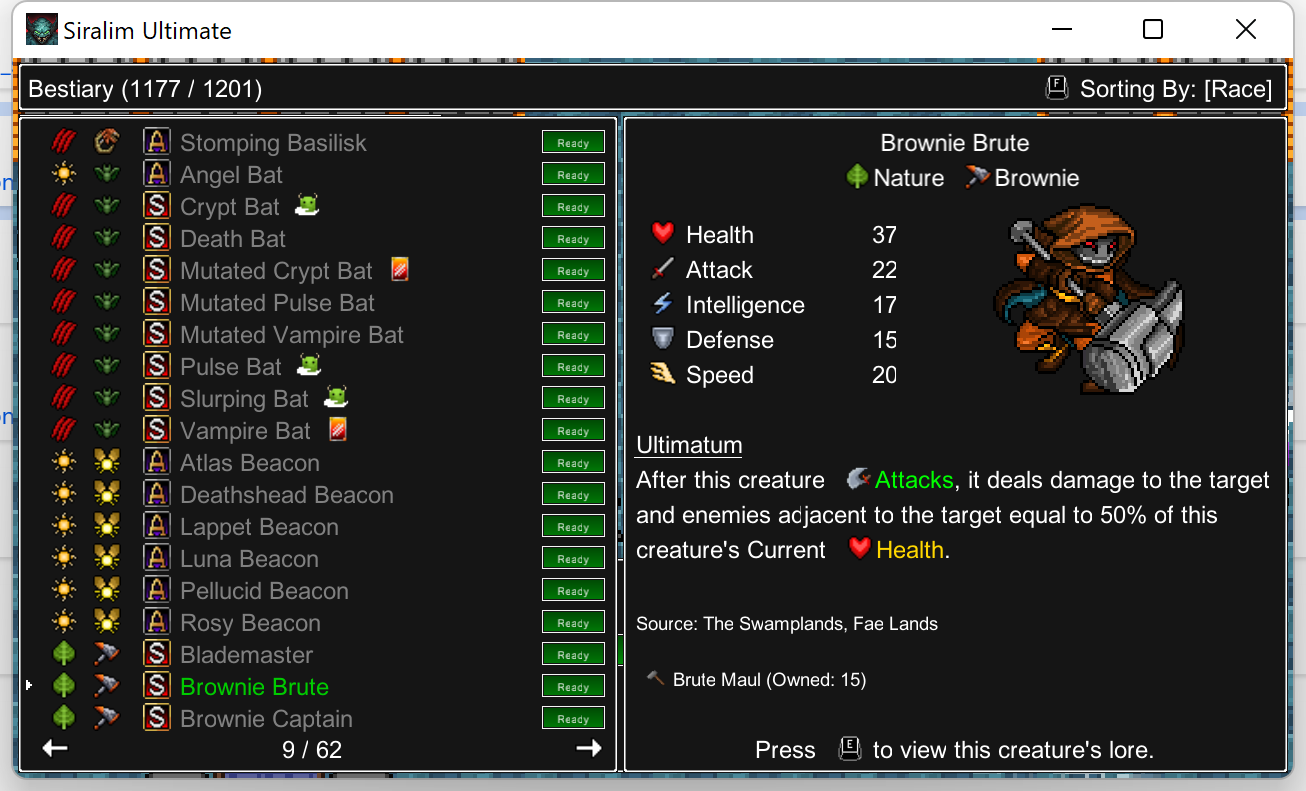 Siralim Ultimate
Bestiary (1177 / 1201)
F Sorting By: [Race]
A Stomping Basilisk Ready
A Angel Bat Ready
S Crypt Bat Ready
S Death Bat Ready
S Mutated Crypt Bat Ready
S Mutated Pulse Bat Ready
S Mutated Vampire Bat Ready
S Pulse Bat Ready
S Slurping Bat Ready
S Vampire Bat Ready
A Atlas Beacon Ready
A Deathshead Beacon Ready
A Lappet Beacon Ready
A Luna Beacon Ready
A Pellucid Beacon Ready
A Rosy Beacon Ready
S Blademaster Ready
S Brownie Brute Ready
S Brownie Captain Ready
9 / 62
Brownie Brute
Nature Brownie
Health 37
Attack 22
Intelligence 17
Defense 15
Speed 20
Ultimatum
After this creature Attacks, it deals damage to the target
and enemies adjacent to the target equal to 50% of this
creature's Current Health.
Source: The Swamplands, Fae Lands
Brute Maul (Owned: 15)
Press E to view this creature's lore.